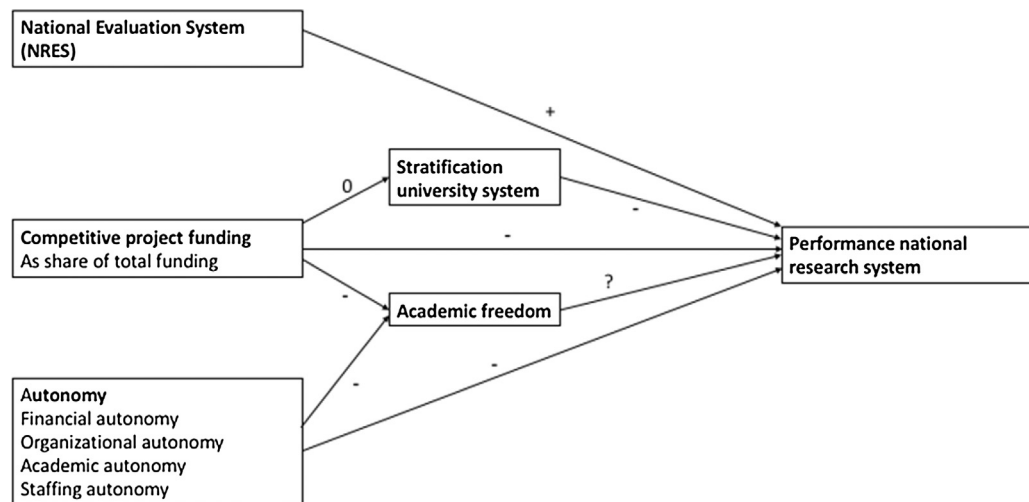 National Evaluation System
(NRES)
+
Stratification
university system
0
-
Competitive project funding
As share of total funding
-
Performance national
research system
?
-
Academic freedom
-
-
Autonomy
Financial autonomy
Organizational autonomy
Academic autonomy
Staffing autonomy